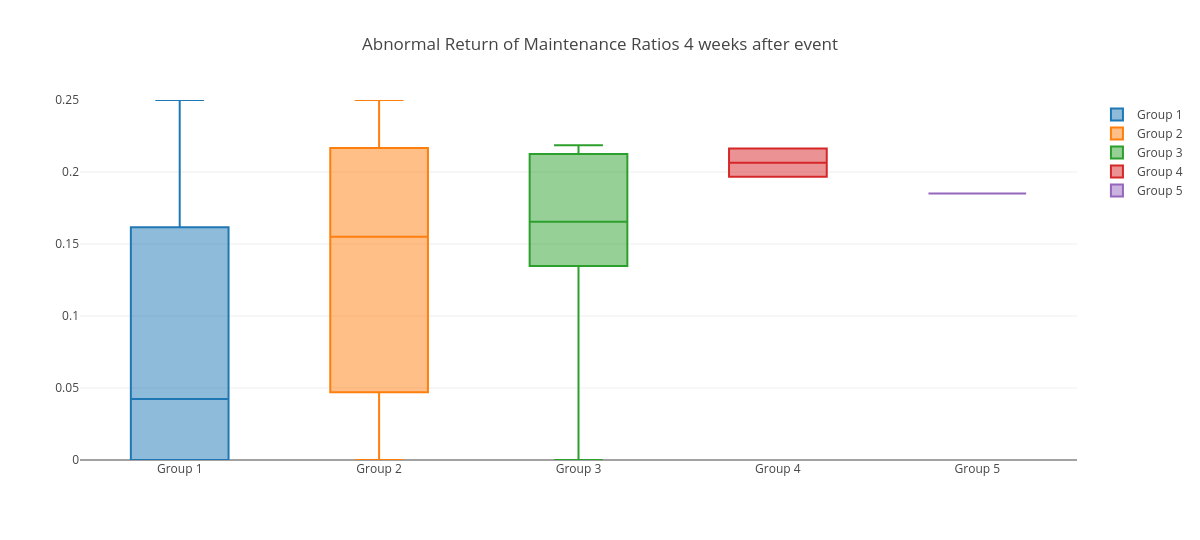 Abnormal Return of Maintenance Ratios 4 weeks after event
0.25
0.2
0.15
0.1
0.05
0
Group 1
Group 2
Group 3
Group 4
Group 5
Group 1
Group 2
Group 3
Group 4
Group 5